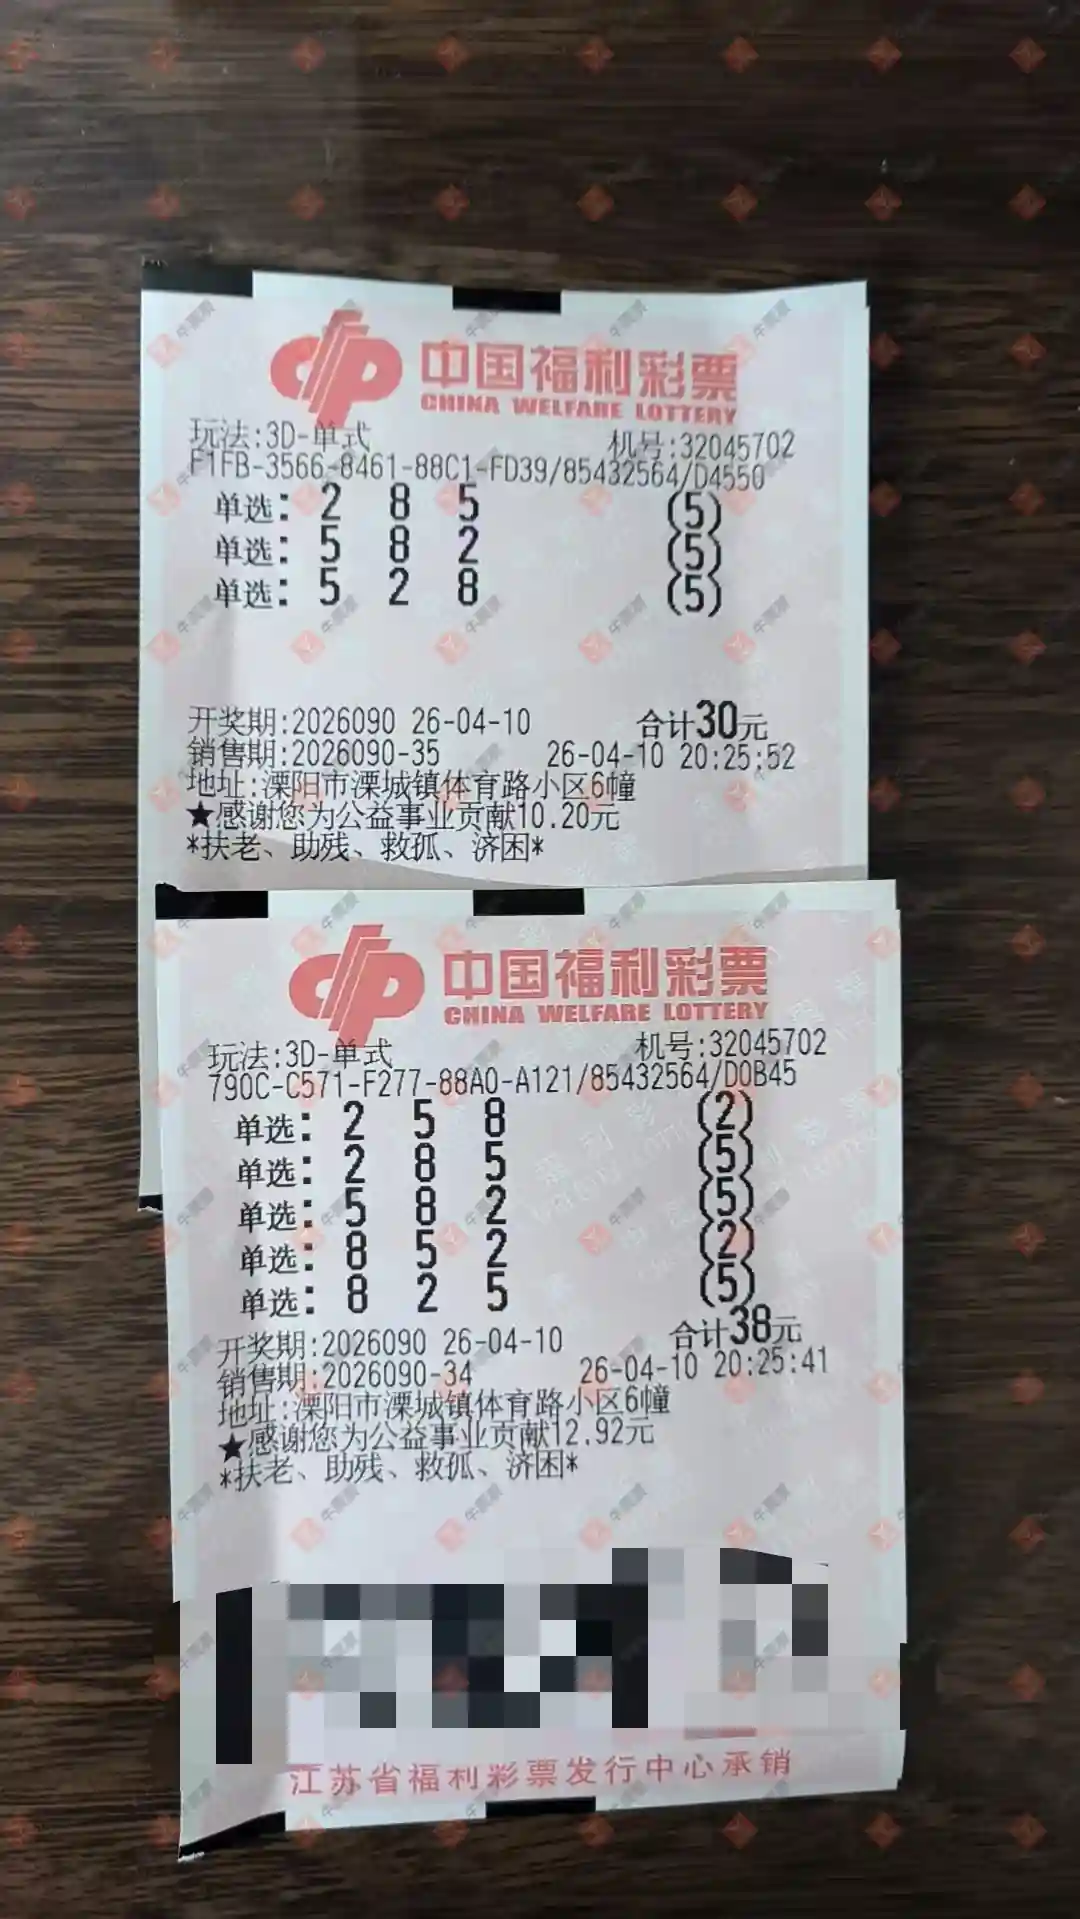 中国福利彩票
CHINA WELFARE LOTTERY
玩法:3D-单式 机号:32045702
F1FB-3566-8461-88C1-FD39/85432564/D4550
单选: 2 8 5 (5)
单选: 5 8 2 (5)
单选: 5 2 8 (5)
开奖期:2026090 26-04-10 合计30元
销售期:2026090-35 26-04-10 20:25:52
地址:溧阳市溧城镇体育路小区6幢
★感谢您为公益事业贡献10.20元
*扶老、助残、救孤、济困*
中国福利彩票
CHINA WELFARE LOTTERY
玩法:3D-单式 机号:32045702
790C-C571-F277-88A0-A121/85432564/D0B45
单选: 2 5 8 (2)
单选: 2 8 5 (5)
单选: 5 8 2 (5)
单选: 8 5 2 (2)
单选: 8 2 5 (5)
开奖期:2026090 26-04-10 合计38元
销售期:2026090-34 26-04-10 20:25:41
地址:溧阳市溧城镇体育路小区6幢
★感谢您为公益事业贡献12.92元
*扶老、助残、救孤、济困*
江苏省福利彩票发行中心承销